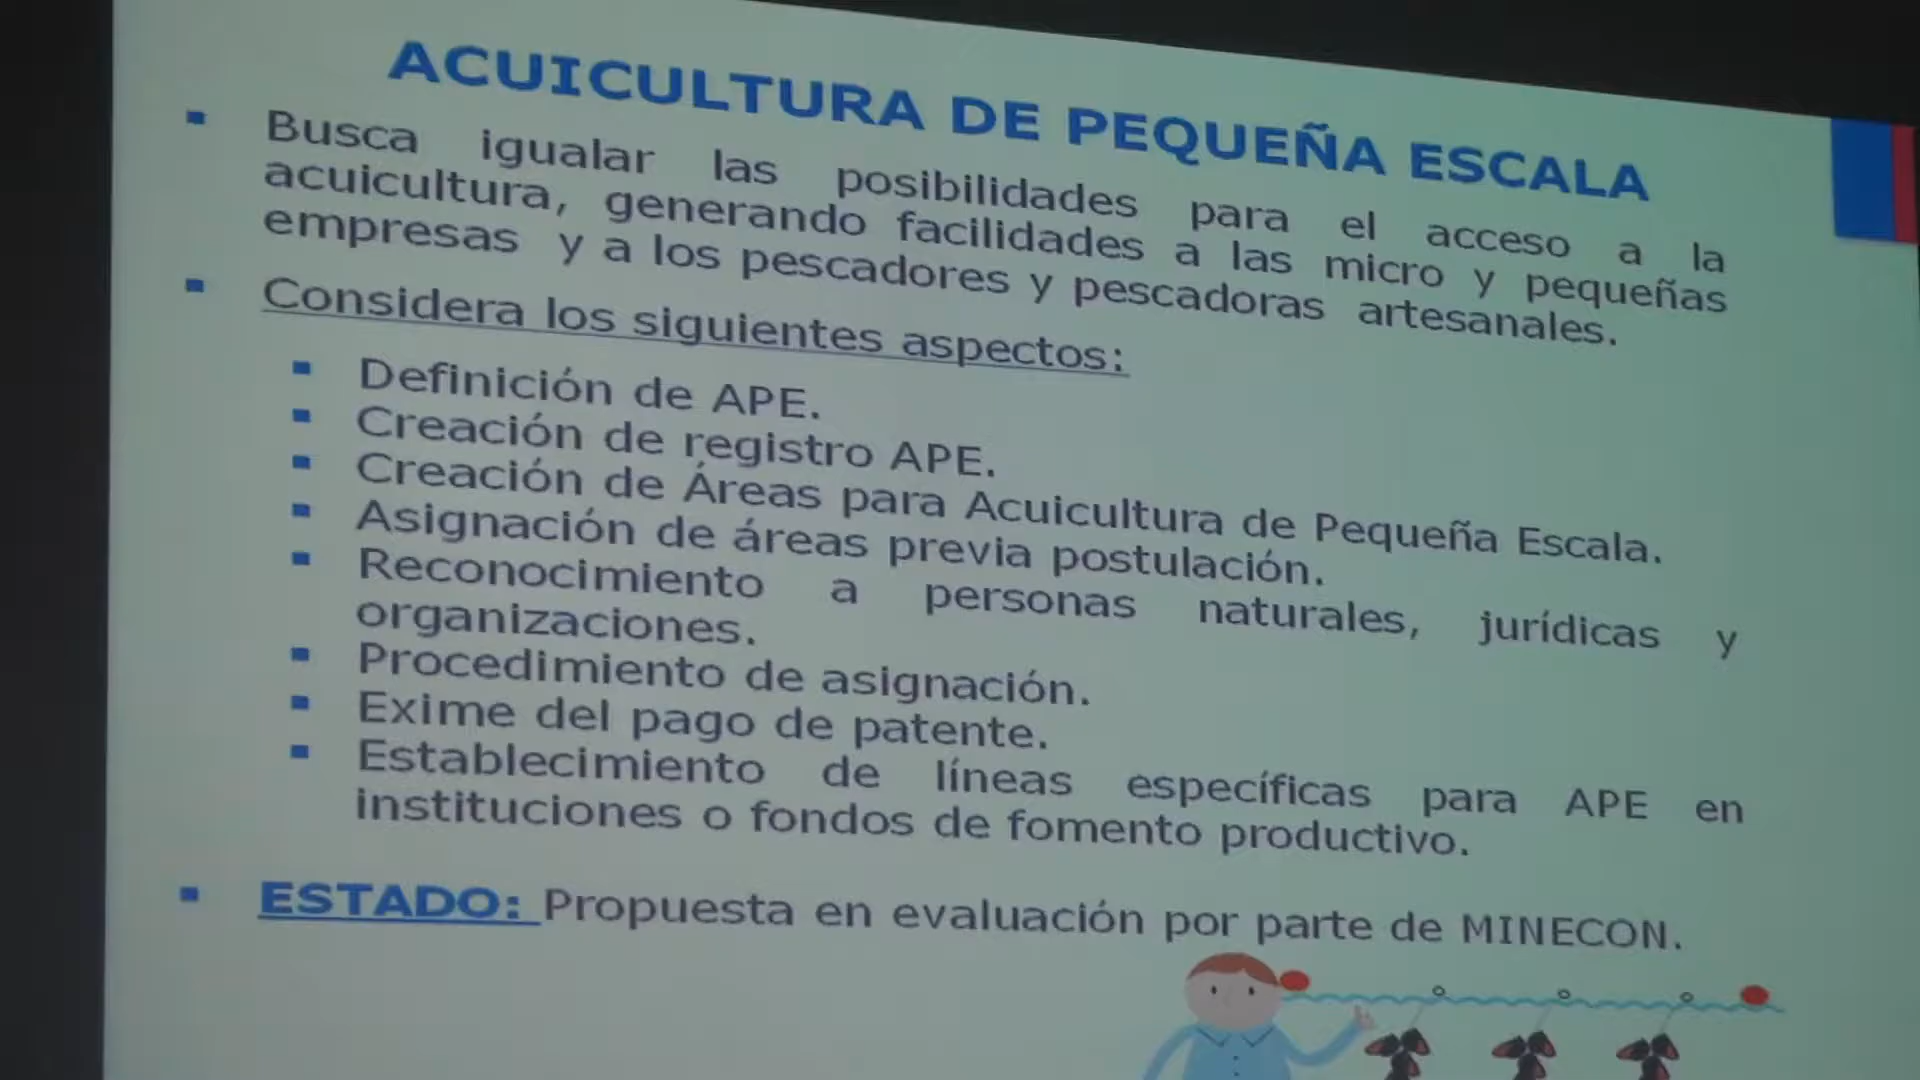 ACUICULTURA DE PEQUEÑA ESCALA
Busca igualar las posibilidades para el acceso a la
acuicultura, generando facilidades a las micro y pequeñas
empresas y a los pescadores y pescadoras artesanales.
Considera los siguientes aspectos:
Definición de APE.
Creación de registro APE.
Creación de Áreas para Acuicultura de Pequeña Escala.
Asignación de áreas previa postulación.
Reconocimiento a personas naturales, jurídicas y
organizaciones.
Procedimiento de asignación.
Exime del pago de patente.
Establecimiento de líneas específicas para APE en
instituciones o fondos de fomento productivo.
ESTADO: Propuesta en evaluación por parte de MINECON.